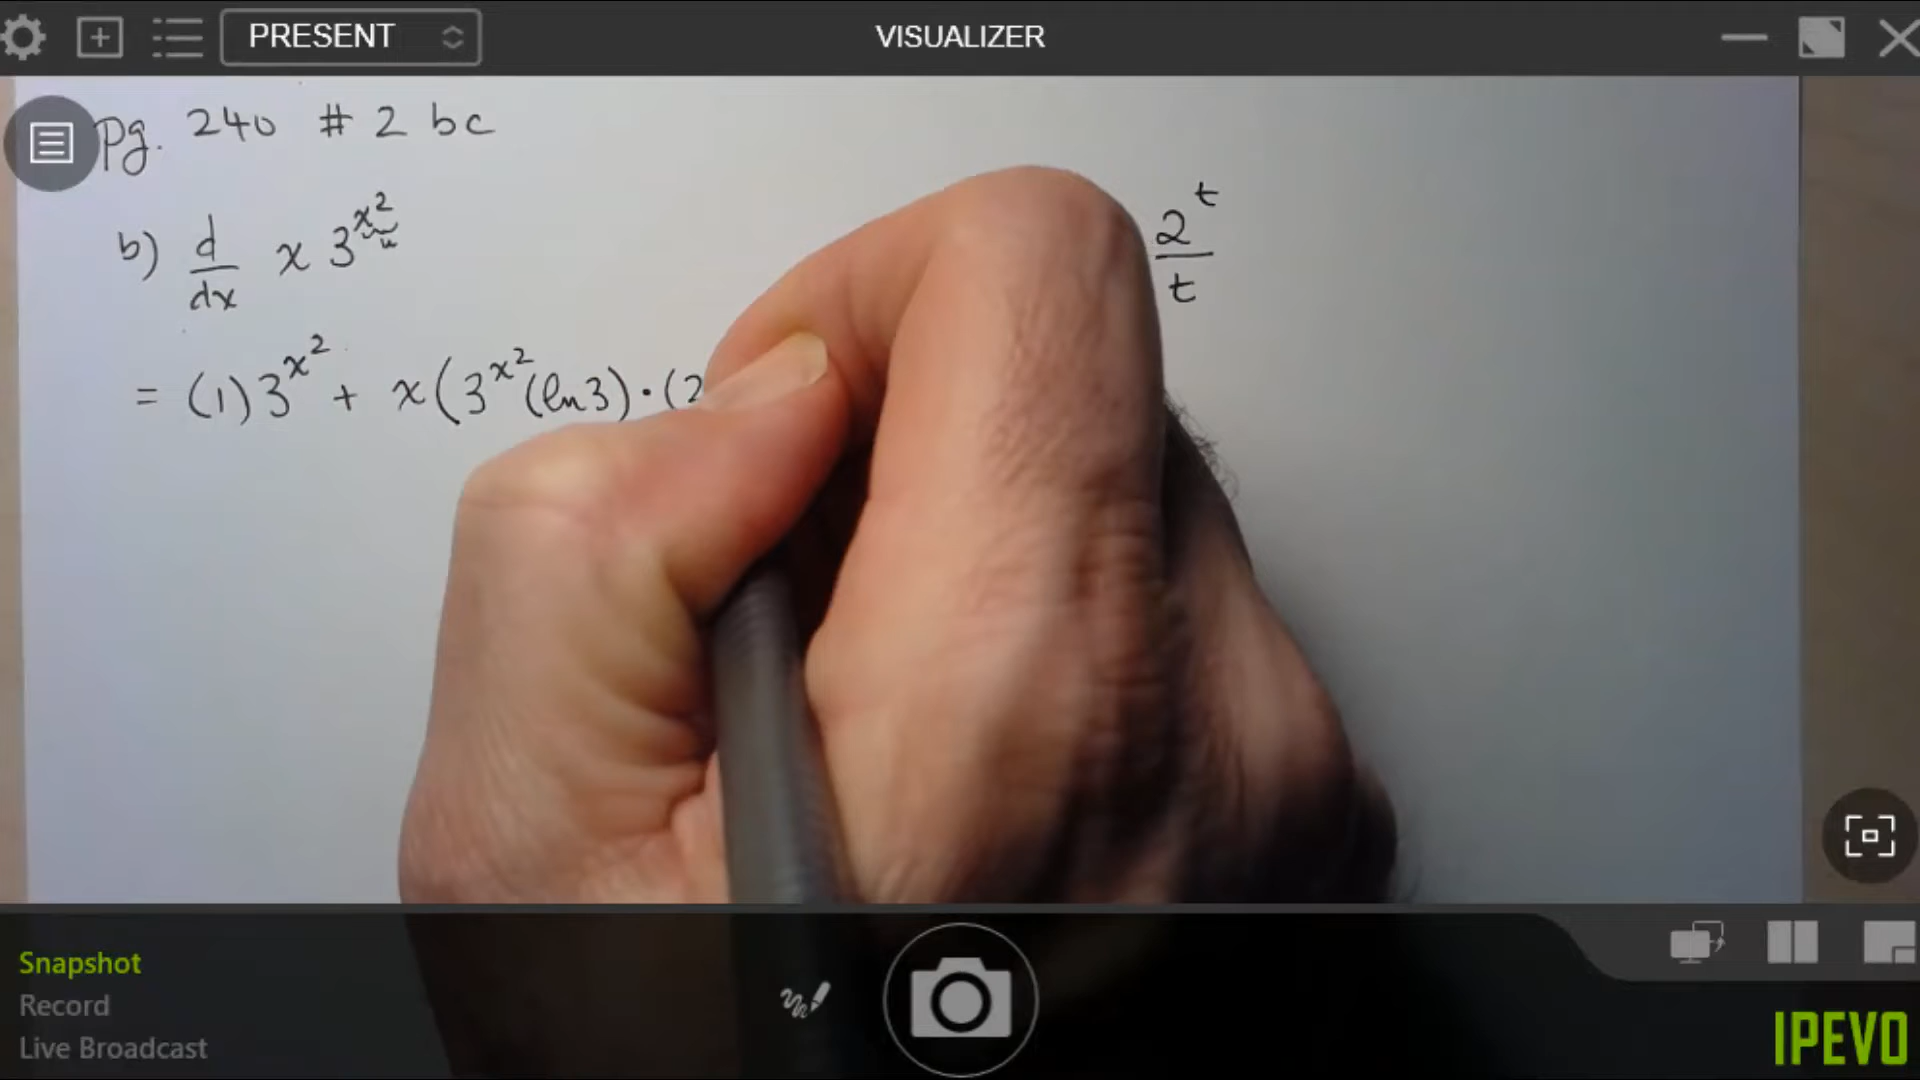 PRESENT
VISUALIZER
Pg. 240 # 2 bc
b) d/dx x 3^x^2
u
2^t/t
= (1) 3^x^2 + x (3^x^2 (ln3) · (2
Snapshot
Record
Live Broadcast
IPEVO